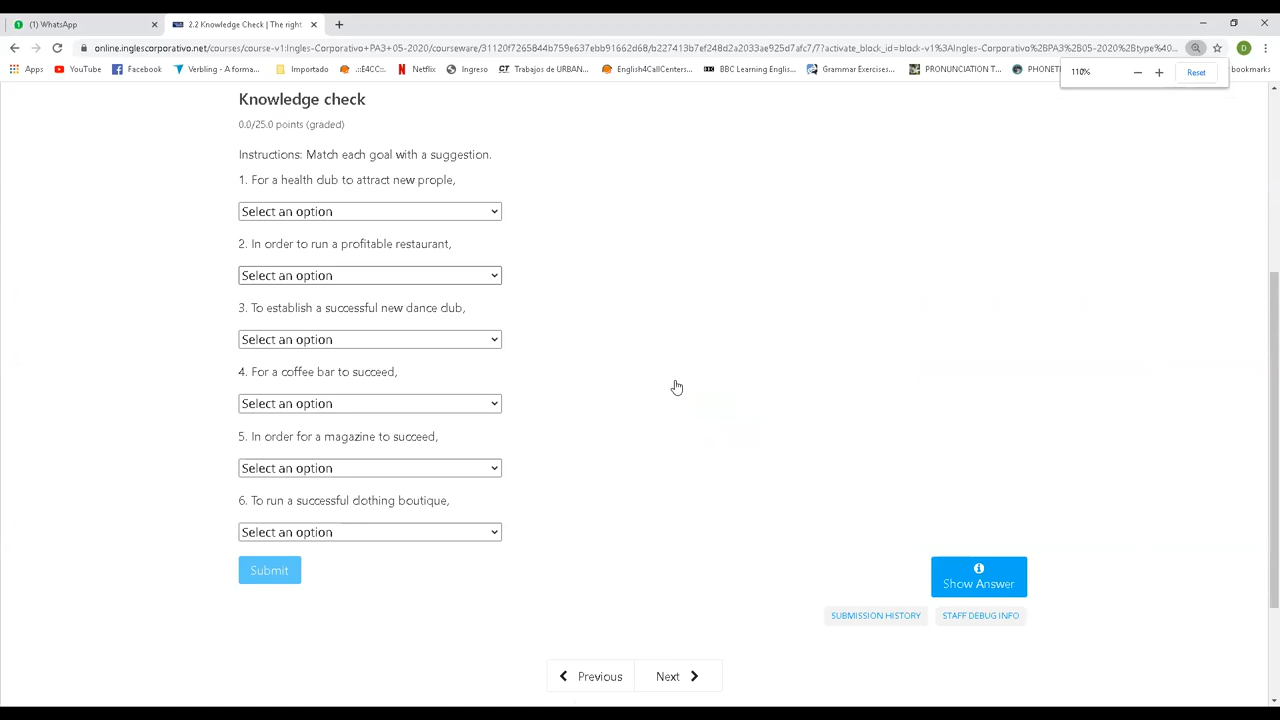 (1) WhatsApp
2.2 Knowledge Check | The right
online.inglescorporativo.net/courses/course-v1:Ingles-Corporativo+PA3+05-2020/courseware/31120f7265844b759e637ebb91662d68/b227413b7ef248d2a2033ae925d7afc7/7?activate_block_id=block-v1%3AIngles-Corporativo%2BPA3%2B05-2020%2Btype%40...
D
Apps YouTube Facebook Verbling - A forma... Importado .::E4CC::. Netflix Ingreso Trabajos de URBAN... English4CallCenters... BBC Learning Englis... Grammar Exercises... PRONUNCIATION T... bookmarks
110% Reset
Knowledge check
0.0/25.0 points (graded)
Instructions: Match each goal with a suggestion.
1. For a health club to attract new prople,
Select an option
2. In order to run a profitable restaurant,
Select an option
3. To establish a successful new dance club,
Select an option
4. For a coffee bar to succeed,
Select an option
5. In order for a magazine to succeed,
Select an option
6. To run a successful clothing boutique,
Select an option
Submit
Show Answer
SUBMISSION HISTORY STAFF DEBUG INFO
Previous Next